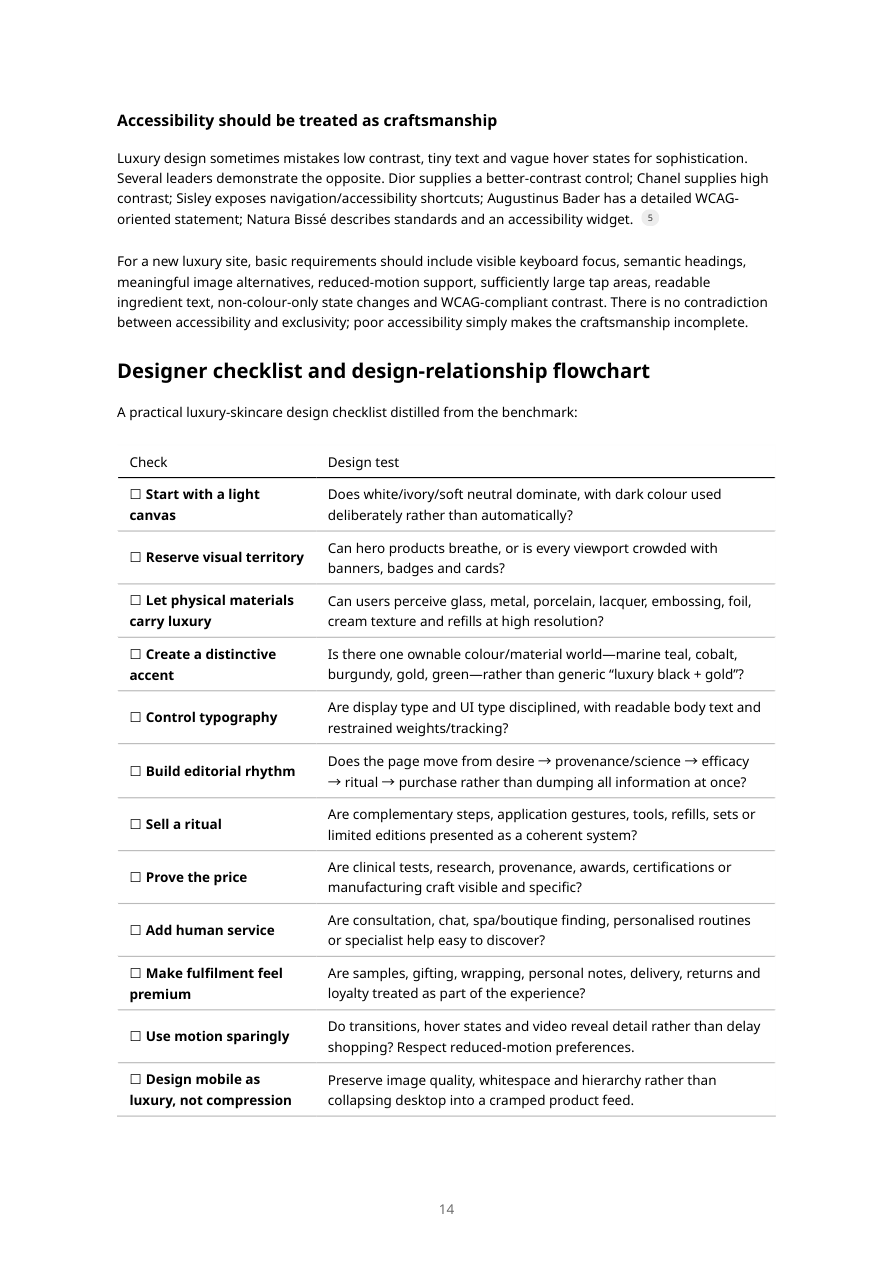 Accessibility should be treated as craftsmanship
Luxury design sometimes mistakes low contrast, tiny text and vague hover states for sophistication.
Several leaders demonstrate the opposite. Dior supplies a better-contrast control; Chanel supplies high
contrast; Sisley exposes navigation/accessibility shortcuts; Augustinus Bader has a detailed WCAG-
oriented statement; Natura Bissé describes standards and an accessibility widget. 5
For a new luxury site, basic requirements should include visible keyboard focus, semantic headings,
meaningful image alternatives, reduced-motion support, sufficiently large tap areas, readable
ingredient text, non-colour-only state changes and WCAG-compliant contrast. There is no contradiction
between accessibility and exclusivity; poor accessibility simply makes the craftsmanship incomplete.
Designer checklist and design-relationship flowchart
A practical luxury-skincare design checklist distilled from the benchmark:
Check
Design test
☐ Start with a light
canvas
Does white/ivory/soft neutral dominate, with dark colour used
deliberately rather than automatically?
☐ Reserve visual territory
Can hero products breathe, or is every viewport crowded with
banners, badges and cards?
☐ Let physical materials
carry luxury
Can users perceive glass, metal, porcelain, lacquer, embossing, foil,
cream texture and refills at high resolution?
☐ Create a distinctive
accent
Is there one ownable colour/material world—marine teal, cobalt,
burgundy, gold, green—rather than generic “luxury black + gold”?
☐ Control typography
Are display type and UI type disciplined, with readable body text and
restrained weights/tracking?
☐ Build editorial rhythm
Does the page move from desire → provenance/science → efficacy
→ ritual → purchase rather than dumping all information at once?
☐ Sell a ritual
Are complementary steps, application gestures, tools, refills, sets or
limited editions presented as a coherent system?
☐ Prove the price
Are clinical tests, research, provenance, awards, certifications or
manufacturing craft visible and specific?
☐ Add human service
Are consultation, chat, spa/boutique finding, personalised routines
or specialist help easy to discover?
☐ Make fulfilment feel
premium
Are samples, gifting, wrapping, personal notes, delivery, returns and
loyalty treated as part of the experience?
☐ Use motion sparingly
Do transitions, hover states and video reveal detail rather than delay
shopping? Respect reduced-motion preferences.
☐ Design mobile as
luxury, not compression
Preserve image quality, whitespace and hierarchy rather than
collapsing desktop into a cramped product feed.
14